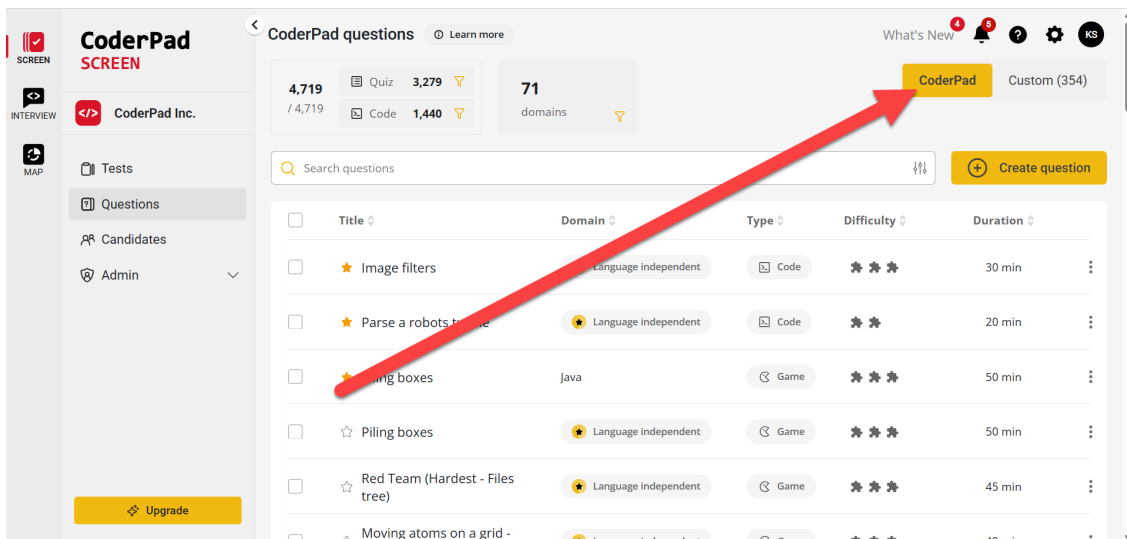 SCREEN
INTERVIEW
MAP
CoderPad
SCREEN
CoderPad Inc.
Tests
Questions
Candidates
Admin
Upgrade
CoderPad questions
Learn more
What's New
4
5
KS
4,719
/ 4,719
Quiz 3,279
Code 1,440
71
domains
CoderPad
Custom (354)
Search questions
Create question
Title Domain Type Difficulty Duration
Image filters Language independent Code 30 min
Parse a robots Language independent Code 20 min
boxes Java Game 50 min
Piling boxes Language independent Game 50 min
Red Team (Hardest - Files
tree)
Language independent Game 45 min
Moving atoms on a grid -